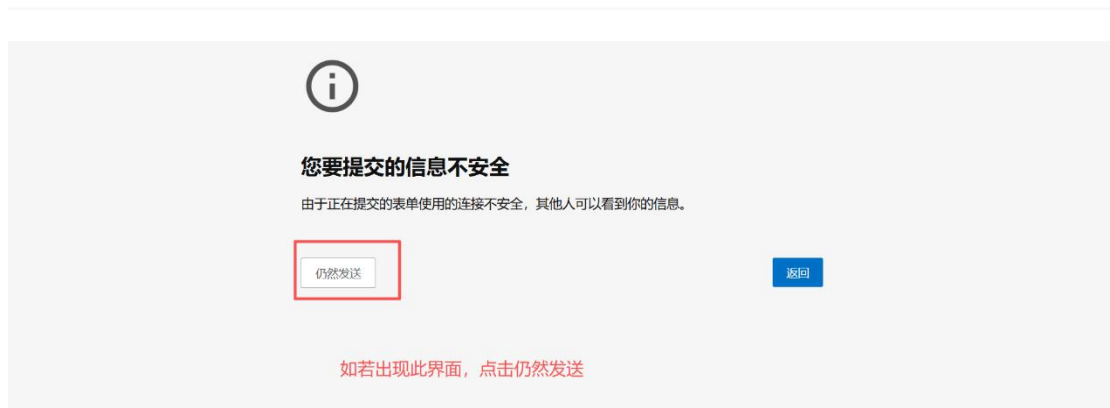 您要提交的信息不安全
由于正在提交的表单使用的连接不安全，其他人可以看到你的信息。
仍然发送
返回
如若出现此界面，点击仍然发送